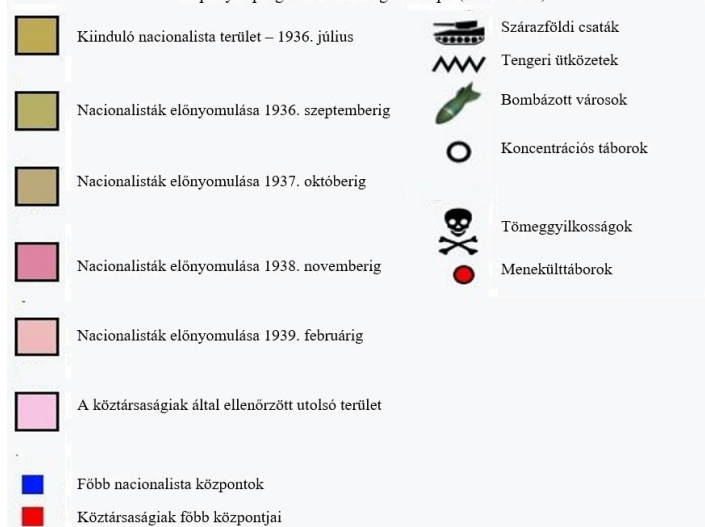 Kiinduló nacionalista terület – 1936. július
Nacionalisták előnyomulása 1936. szeptemberig
Nacionalisták előnyomulása 1937. októberig
Nacionalisták előnyomulása 1938. novemberig
Nacionalisták előnyomulása 1939. februárig
A köztársaságiak által ellenőrzött utolsó terület
Főbb nacionalista központok
Köztársaságiak főbb központjai
Szárazföldi csaták
Tengeri ütközetek
Bombázott városok
Koncentrációs táborok
Tömeggyilkosságok
Menekülttáborok